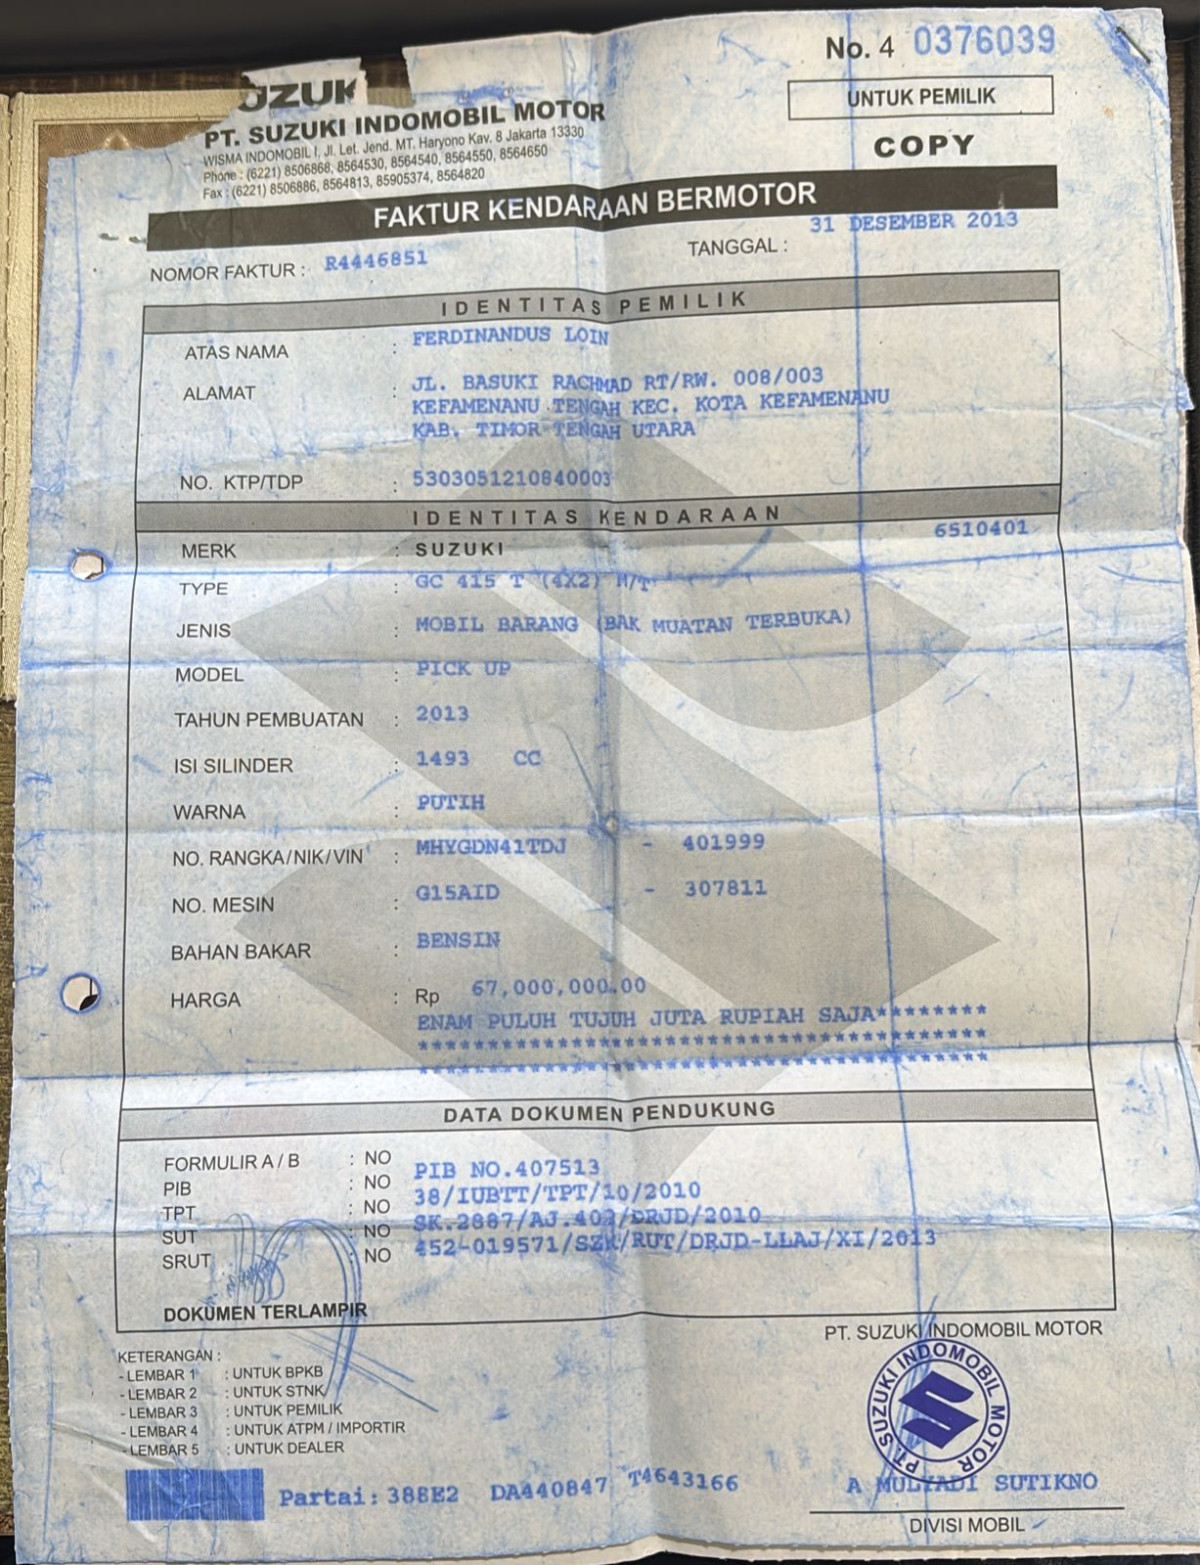 No. 4 0376039
UZUK
PT. SUZUKI INDOMOBIL MOTOR
WISMA INDOMOBIL I, Jl. Let. Jend. MT. Haryono Kav. 8 Jakarta 13330
Phone : (6221) 8506868, 8564530, 8564540, 8564550, 8564650
Fax : (6221) 8506886, 8564813, 85905374, 8564820
UNTUK PEMILIK
COPY
FAKTUR KENDARAAN BERMOTOR
NOMOR FAKTUR : R4446851 TANGGAL : 31 DESEMBER 2013
IDENTITAS PEMILIK
ATAS NAMA : FERDINANDUS LOIN
ALAMAT : JL. BASUKI RACHMAD RT/RW. 008/003
KEFAMENANU TENGAH KEC. KOTA KEFAMENANU
KAB. TIMOR TENGAH UTARA
NO. KTP/TDP : 5303051210840003
IDENTITAS KENDARAAN
MERK : SUZUKI 6510401
TYPE : GC 415 T (4X2) M/T
JENIS : MOBIL BARANG (BAK MUATAN TERBUKA)
MODEL : PICK UP
TAHUN PEMBUATAN : 2013
ISI SILINDER : 1493 CC
WARNA : PUTIH
NO. RANGKA/NIK/VIN : MHYGDN41TDJ - 401999
NO. MESIN : G15AID - 307811
BAHAN BAKAR : BENSIN
HARGA : Rp 67,000,000.00
ENAM PULUH TUJUH JUTA RUPIAH SAJA*********
******************************************
******************************************
DATA DOKUMEN PENDUKUNG
FORMULIR A / B : NO
PIB : NO PIB NO.407513
TPT : NO 38/IUBTT/TPT/10/2010
SUT : NO SK.2887/AJ.402/DRJD/2010
SRUT : NO 452-019571/SZK/RUT/DRJD-LLAJ/XI/2013
DOKUMEN TERLAMPIR
KETERANGAN :
- LEMBAR 1 : UNTUK BPKB
- LEMBAR 2 : UNTUK STNK
- LEMBAR 3 : UNTUK PEMILIK
- LEMBAR 4 : UNTUK ATPM / IMPORTIR
- LEMBAR 5 : UNTUK DEALER
PT. SUZUKI INDOMOBIL MOTOR
PT. SUZUKI INDOMOBIL MOTOR
Partai: 388E2 DA440847 T4643166
A MULYADI SUTIKNO
DIVISI MOBIL